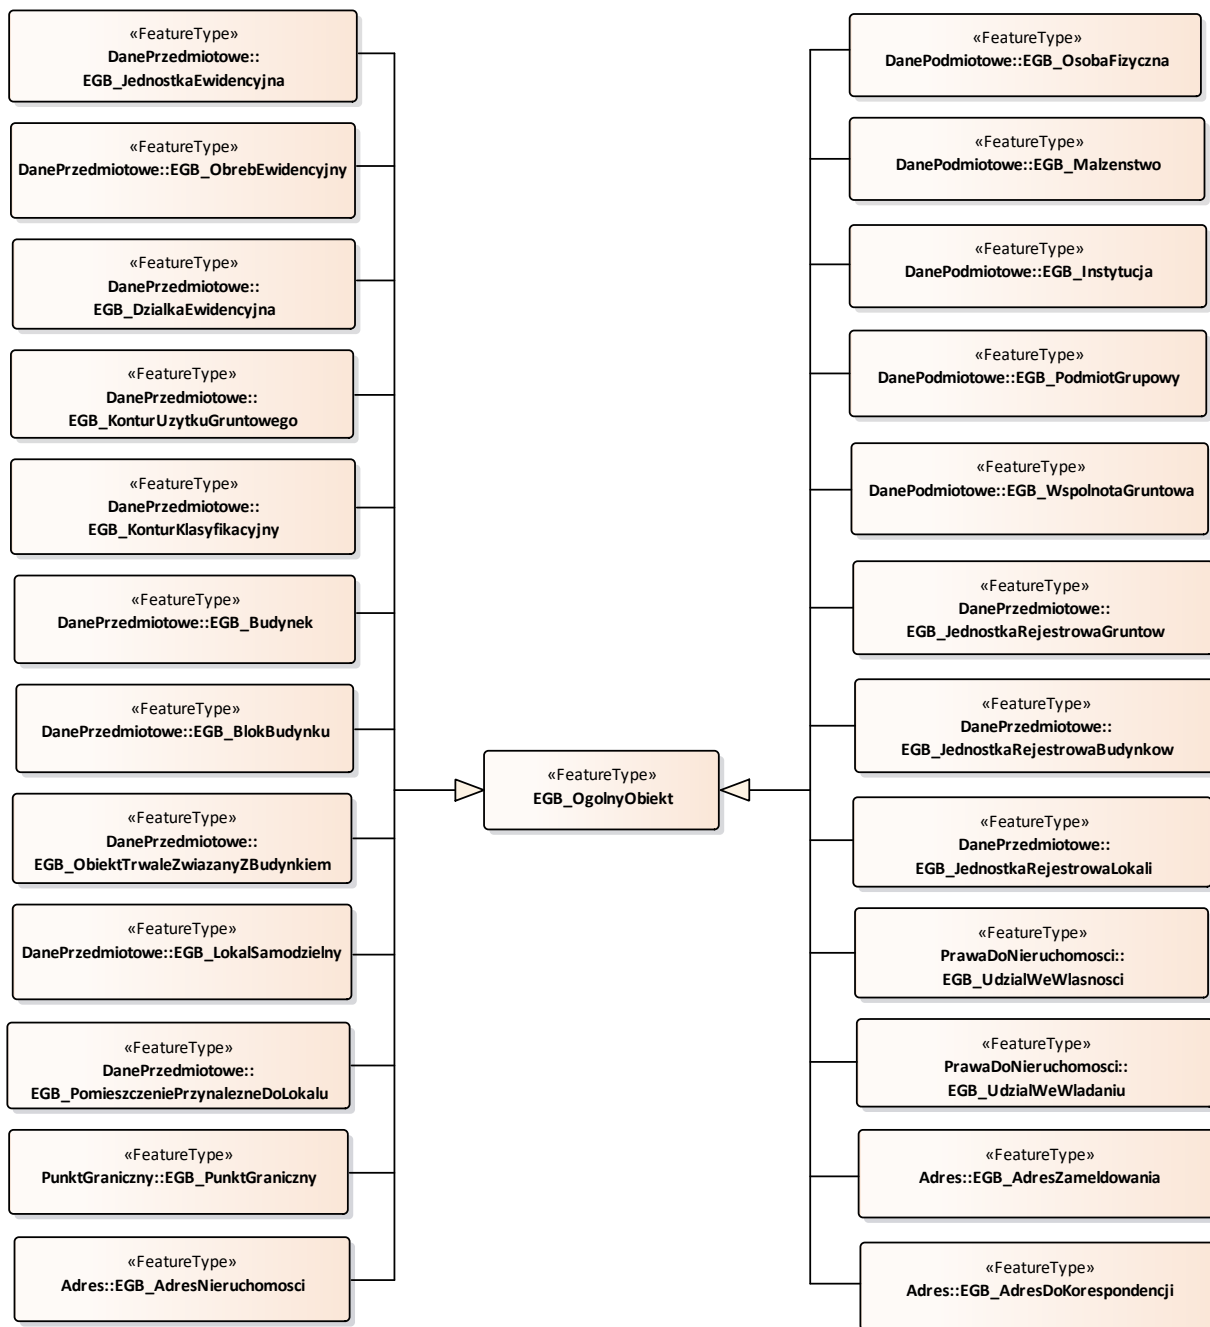 «FeatureType»
DanePrzedmiotowe::
EGB_JednostkaEwidencyjna
«FeatureType»
DanePrzedmiotowe::EGB_ObrebEwidencyjny
«FeatureType»
DanePrzedmiotowe::
EGB_DzialkaEwidencyjna
«FeatureType»
DanePrzedmiotowe::
EGB_KonturUzytkuGruntowego
«FeatureType»
DanePrzedmiotowe::
EGB_KonturKlasyfikacyjny
«FeatureType»
DanePrzedmiotowe::EGB_Budynek
«FeatureType»
DanePrzedmiotowe::EGB_BlokBudynku
«FeatureType»
DanePrzedmiotowe::
EGB_ObiektTrwaleZwiazanyZBudynkiem
«FeatureType»
DanePrzedmiotowe::EGB_LokalSamodzielny
«FeatureType»
DanePrzedmiotowe::
EGB_PomieszczeniePrzynalezneDoLokalu
«FeatureType»
PunktGraniczny::EGB_PunktGraniczny
«FeatureType»
Adres::EGB_AdresNieruchomosci
«FeatureType»
EGB_OgolnyObiekt
«FeatureType»
DanePodmiotowe::EGB_OsobaFizyczna
«FeatureType»
DanePodmiotowe::EGB_Malzenstwo
«FeatureType»
DanePodmiotowe::EGB_Instytucja
«FeatureType»
DanePodmiotowe::EGB_PodmiotGrupowy
«FeatureType»
DanePodmiotowe::EGB_WspolnotaGruntowa
«FeatureType»
DanePrzedmiotowe::
EGB_JednostkaRejestrowaGruntow
«FeatureType»
DanePrzedmiotowe::
EGB_JednostkaRejestrowaBudynkow
«FeatureType»
DanePrzedmiotowe::
EGB_JednostkaRejestrowaLokali
«FeatureType»
PrawaDoNieruchomosci::
EGB_UdzialWeWlasnosci
«FeatureType»
PrawaDoNieruchomosci::
EGB_UdzialWeWladaniu
«FeatureType»
Adres::EGB_AdresZameldowania
«FeatureType»
Adres::EGB_AdresDoKorespondencji